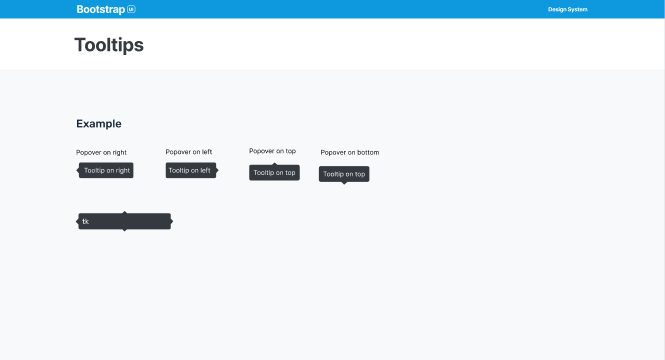 Bootstrap UI
Design System
Tooltips
Example
Popover on right
Popover on left
Popover on top
Popover on bottom
Tooltip on right
Tooltip on left
Tooltip on top
Tooltip on top
tk